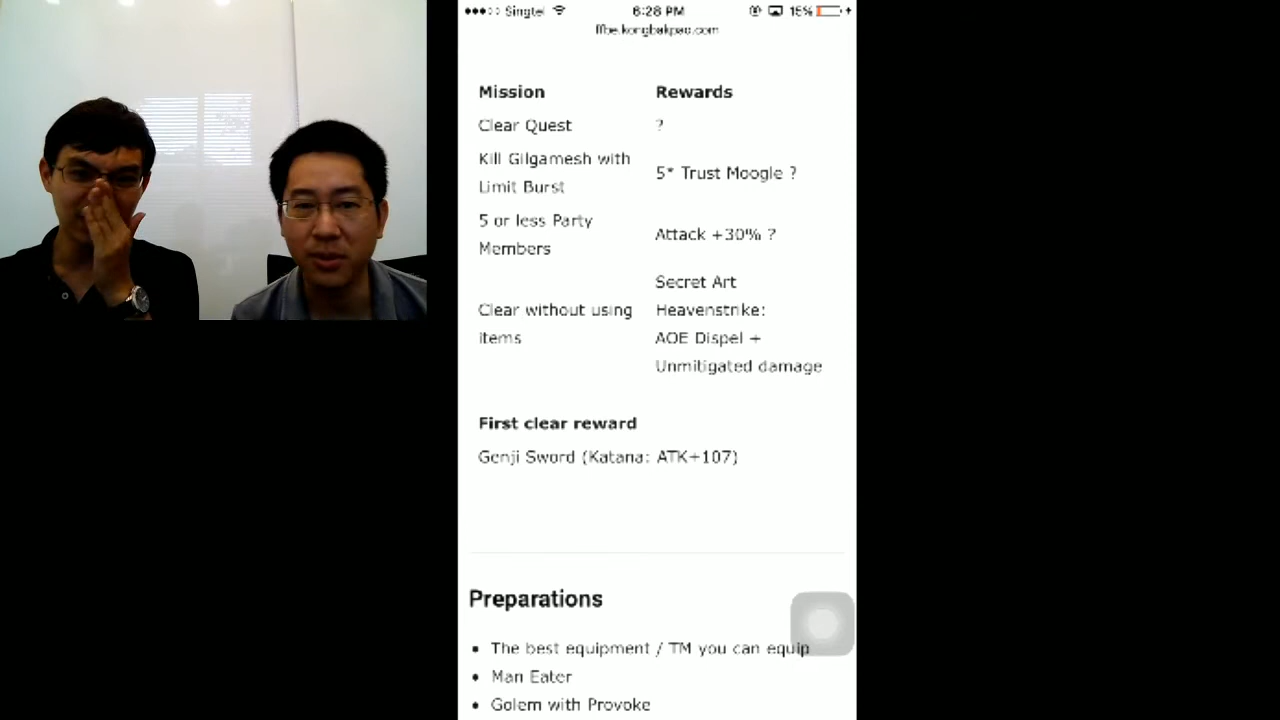 Singtel 6:28 PM 15%
ffbe.kongbakpao.com
Mission Rewards
Clear Quest ?
Kill Gilgamesh with
Limit Burst
5* Trust Moogle ?
5 or less Party
Members
Attack +30% ?
Clear without using
items
Secret Art
Heavenstrike:
AOE Dispel +
Unmitigated damage
First clear reward
Genji Sword (Katana: ATK+107)
Preparations
• The best equipment / TM you can equip
• Man Eater
• Golem with Provoke